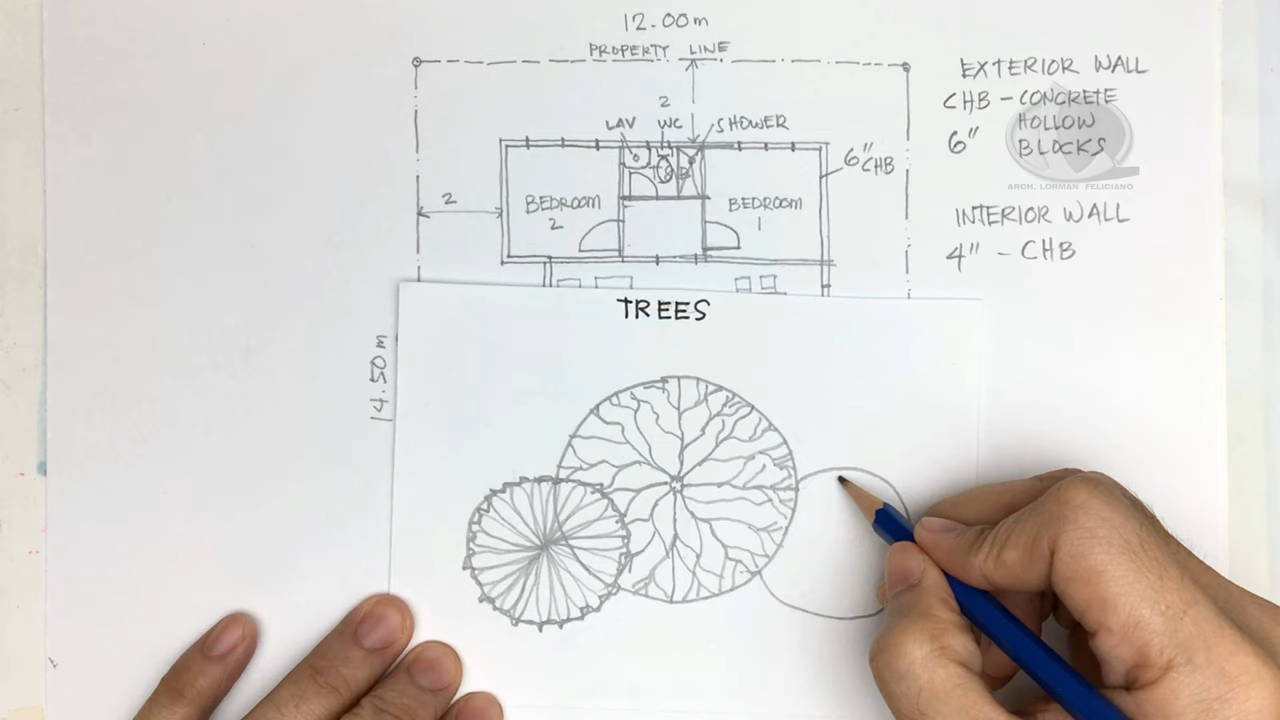 12.00m
PROPERTY LINE
2
LAV WC SHOWER
6" CHB
BEDROOM 2
T&B
BEDROOM 1
2
14.50m
EXTERIOR WALL
CHB - CONCRETE
6" HOLLOW
BLOCKS
ARCH. LORMAN FELICIANO
INTERIOR WALL
4" - CHB
TREES